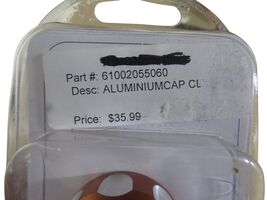 Part #: 61002055060
Desc: ALUMINIUMCAP CL
Price: $35.99